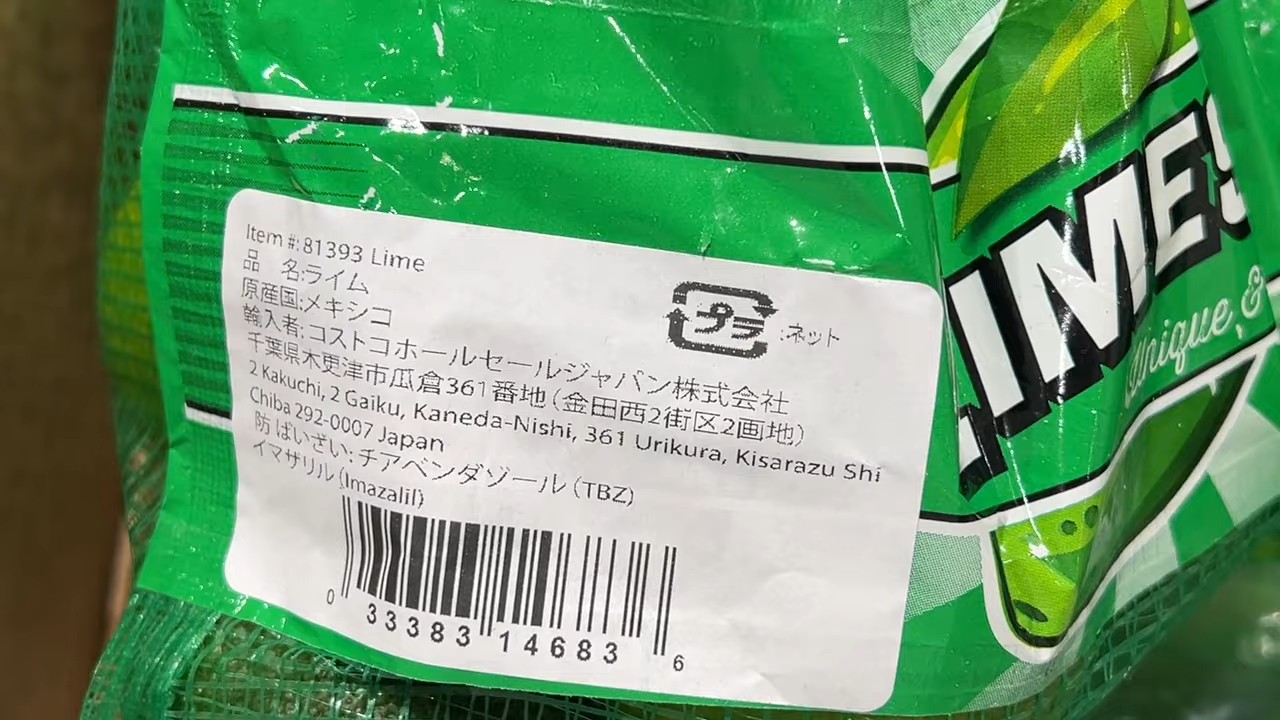 Item #: 81393 Lime
品　名:ライム
原産国:メキシコ
プラ :ネット
輸入者:コストコホールセールジャパン株式会社
千葉県木更津市瓜倉361番地(金田西2街区2画地)
2 Kakuchi, 2 Gaiku, Kaneda-Nishi, 361 Urikura, Kisarazu Shi
Chiba 292-0007 Japan
防ばいざい:チアベンダゾール(TBZ)
イマザリル(Imazalil)
0 33383 14683 6
LIMES
Unique, &